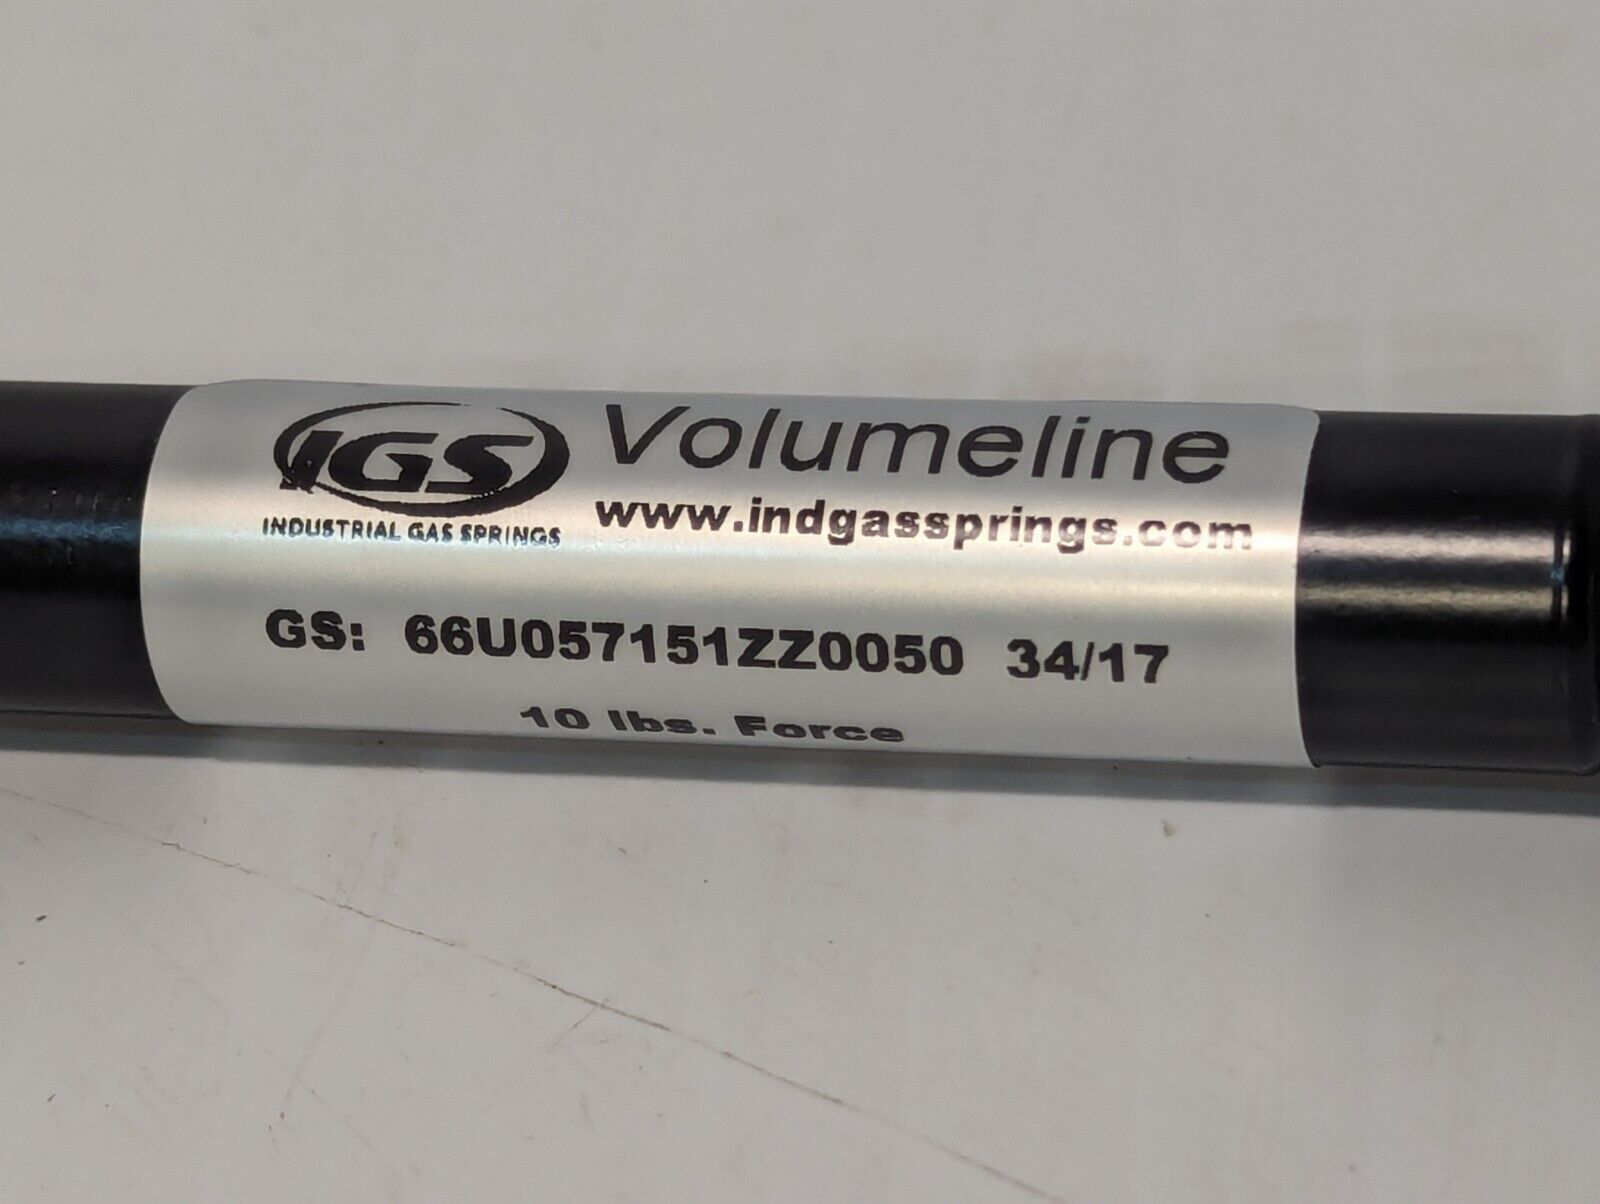 IGS Volumeline
INDUSTRIAL GAS SPRINGS www.indgassprings.com
GS: 66U057151ZZ0050 34/17
10 lbs. Force